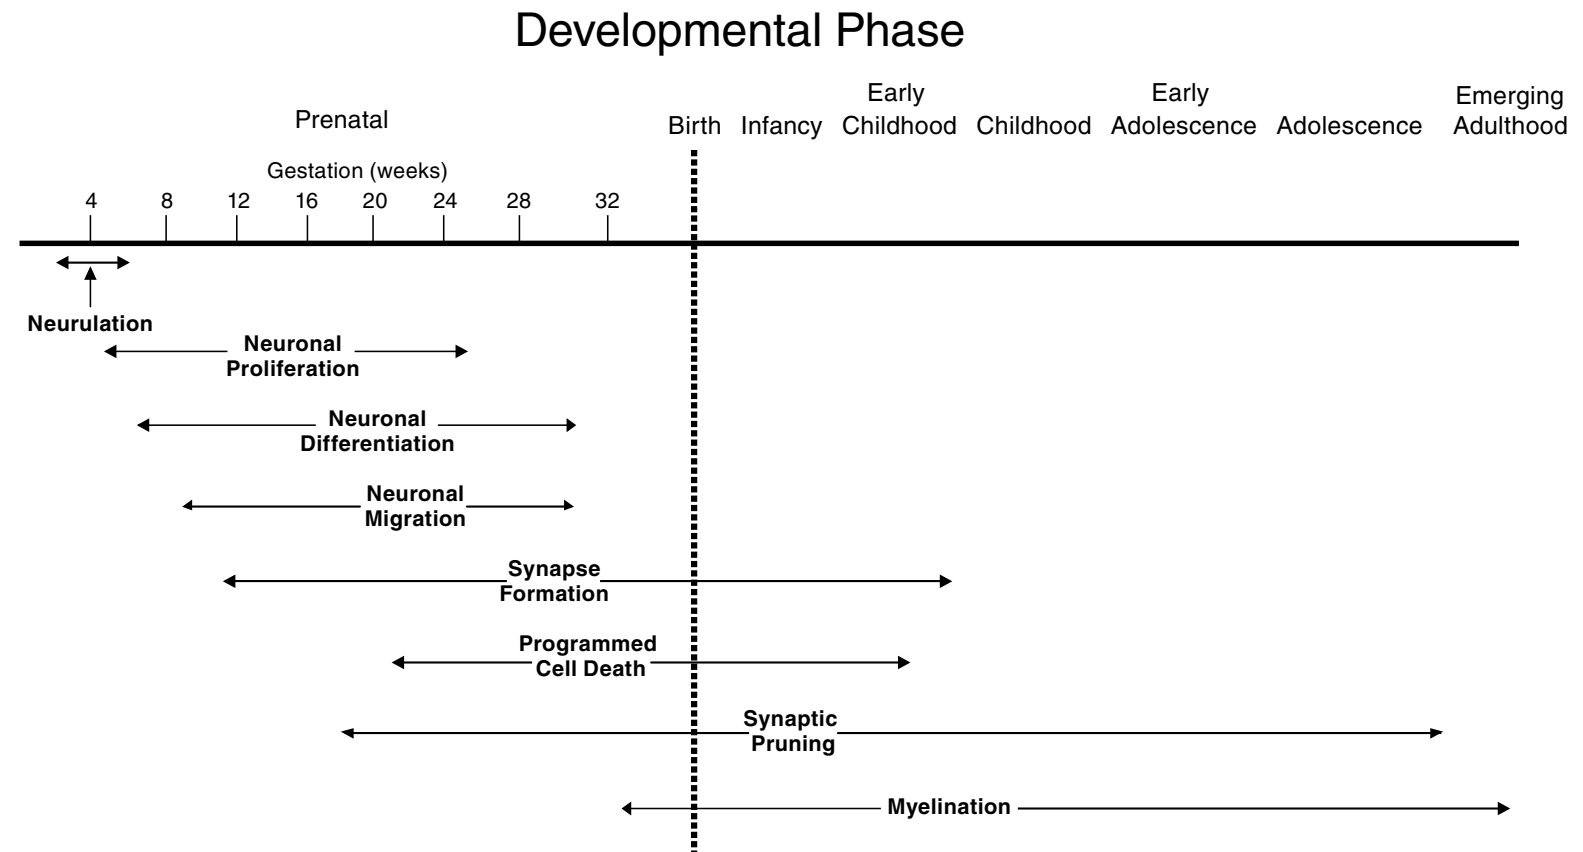 Developmental Phase
Prenatal
Birth
Infancy
Early
Childhood
Childhood
Early
Adolescence
Adolescence
Emerging
Adulthood
Gestation (weeks)
4 8 12 16 20 24 28 32
Neurulation
Neuronal
Proliferation
Neuronal
Differentiation
Neuronal
Migration
Synapse
Formation
Programmed
Cell Death
Synaptic
Pruning
Myelination